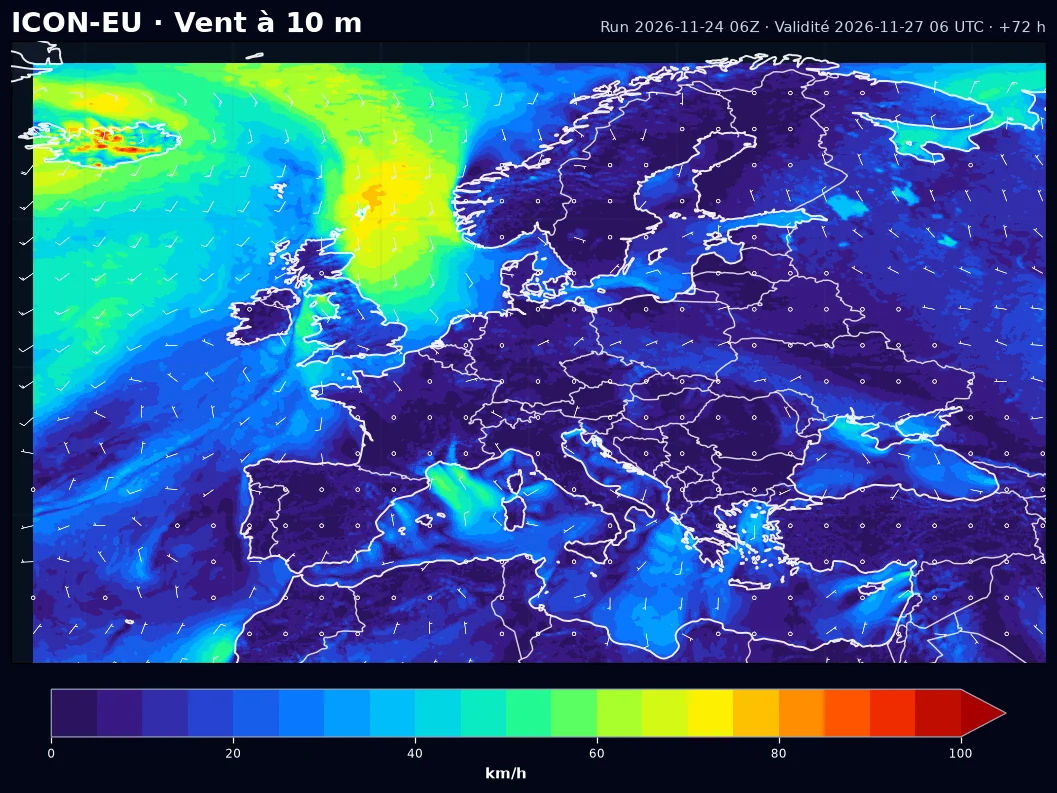 ICON-EU · Vent à 10 m
Run 2026-11-24 06Z · Validité 2026-11-27 06 UTC · +72 h
0 20 40 60 80 100
km/h